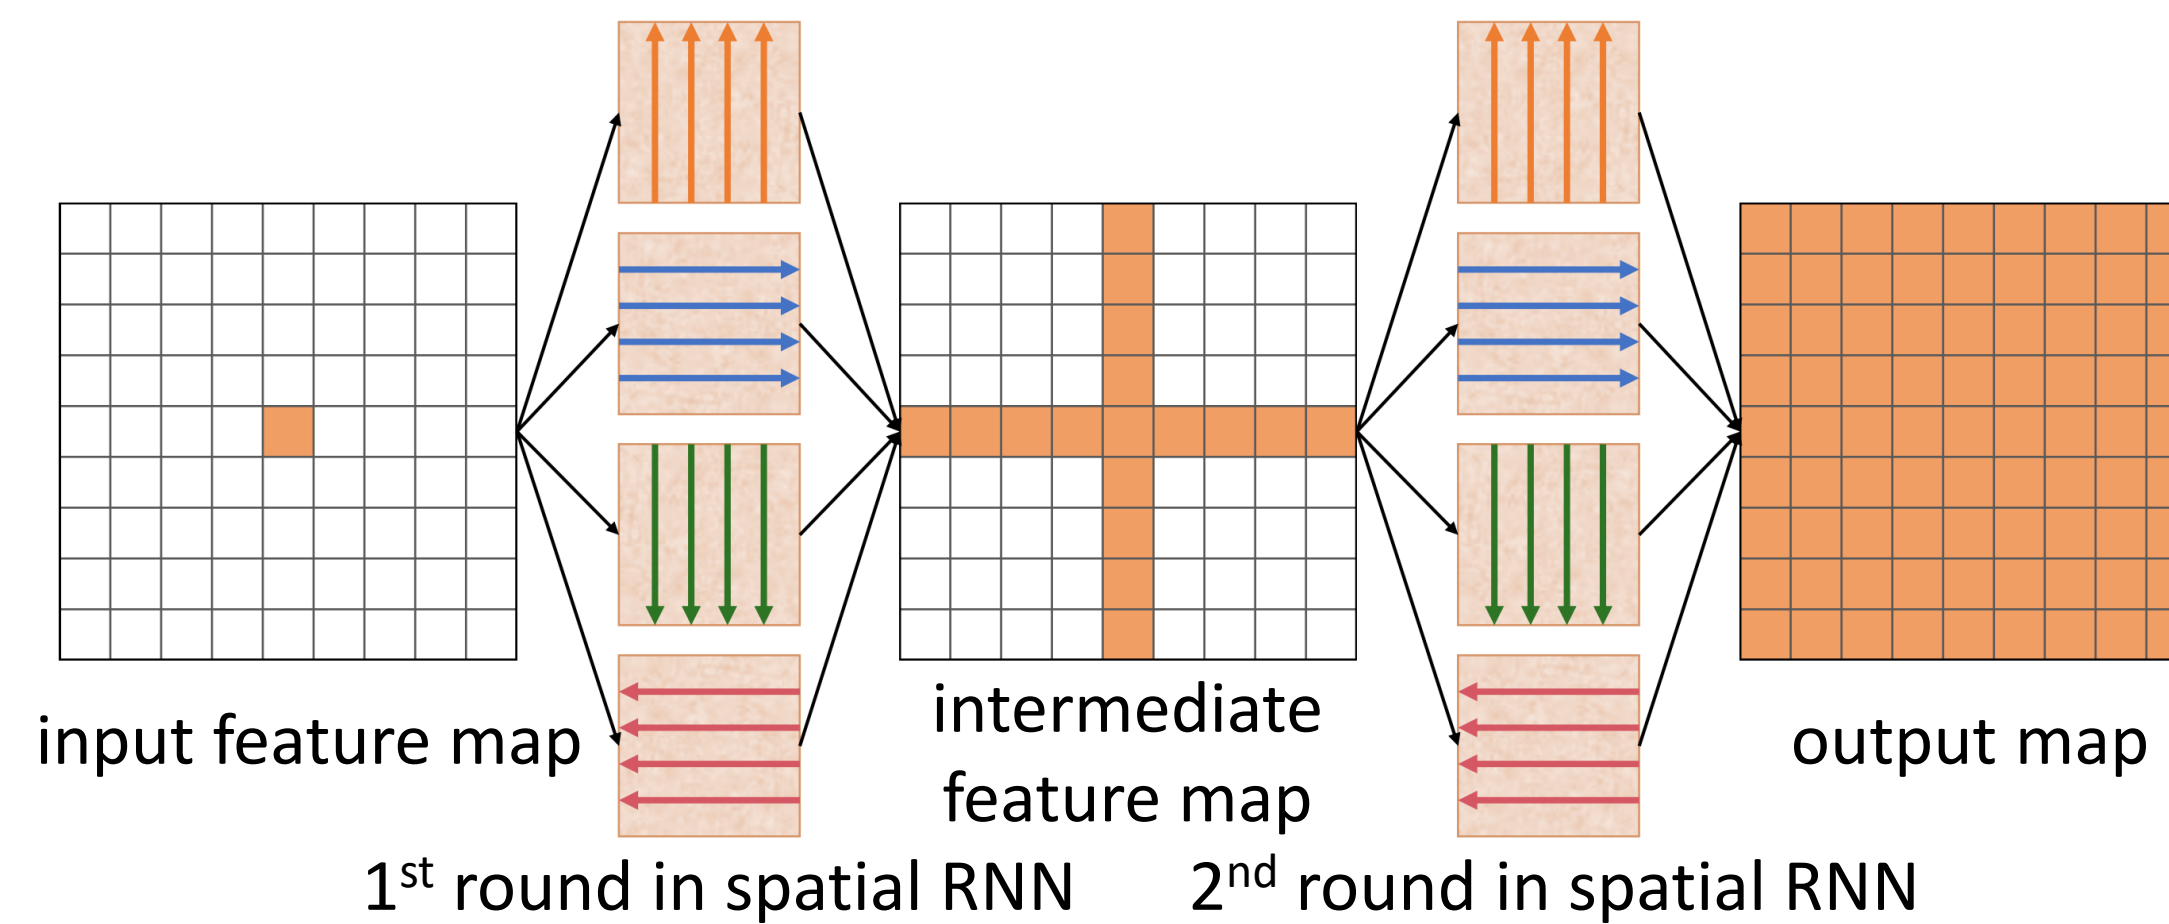 input feature map
intermediate
feature map
output map
1st round in spatial RNN
2nd round in spatial RNN